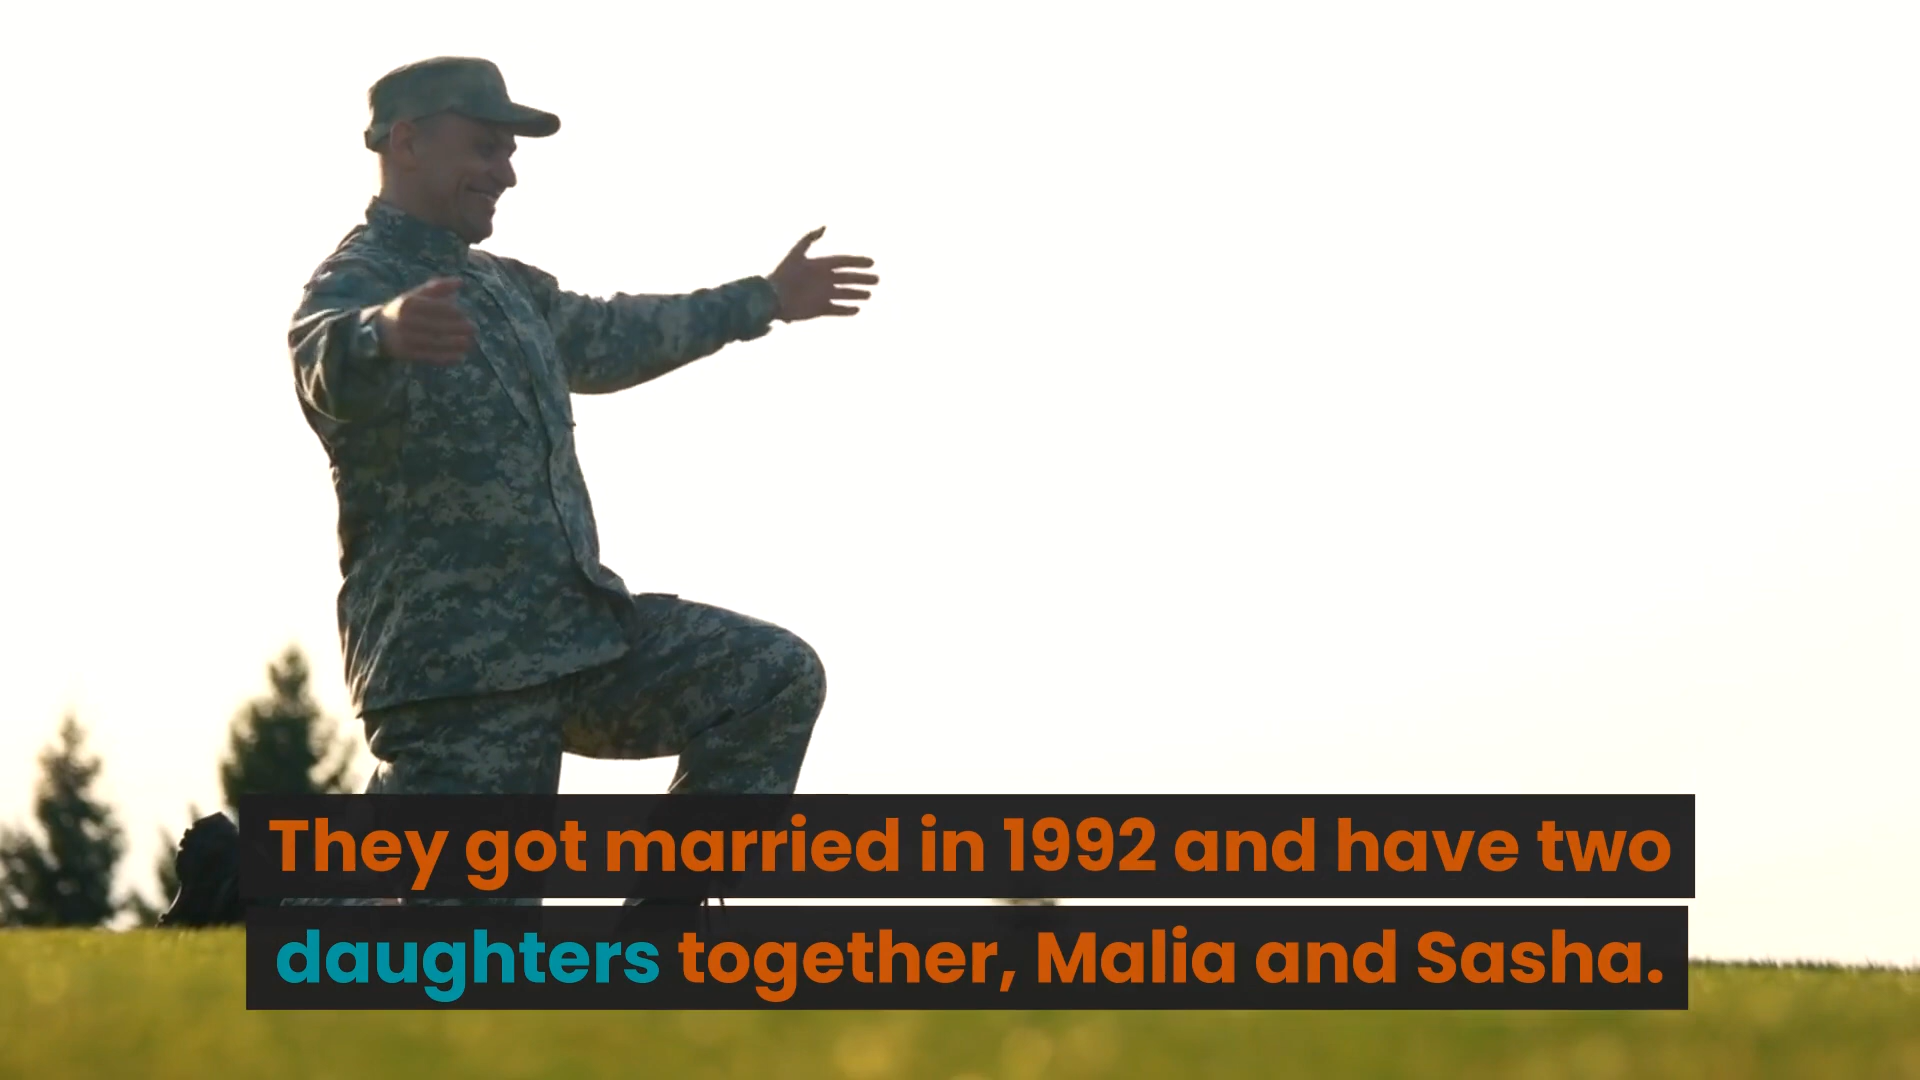 They got married in 1992 and have two
daughters together, Malia and Sasha.